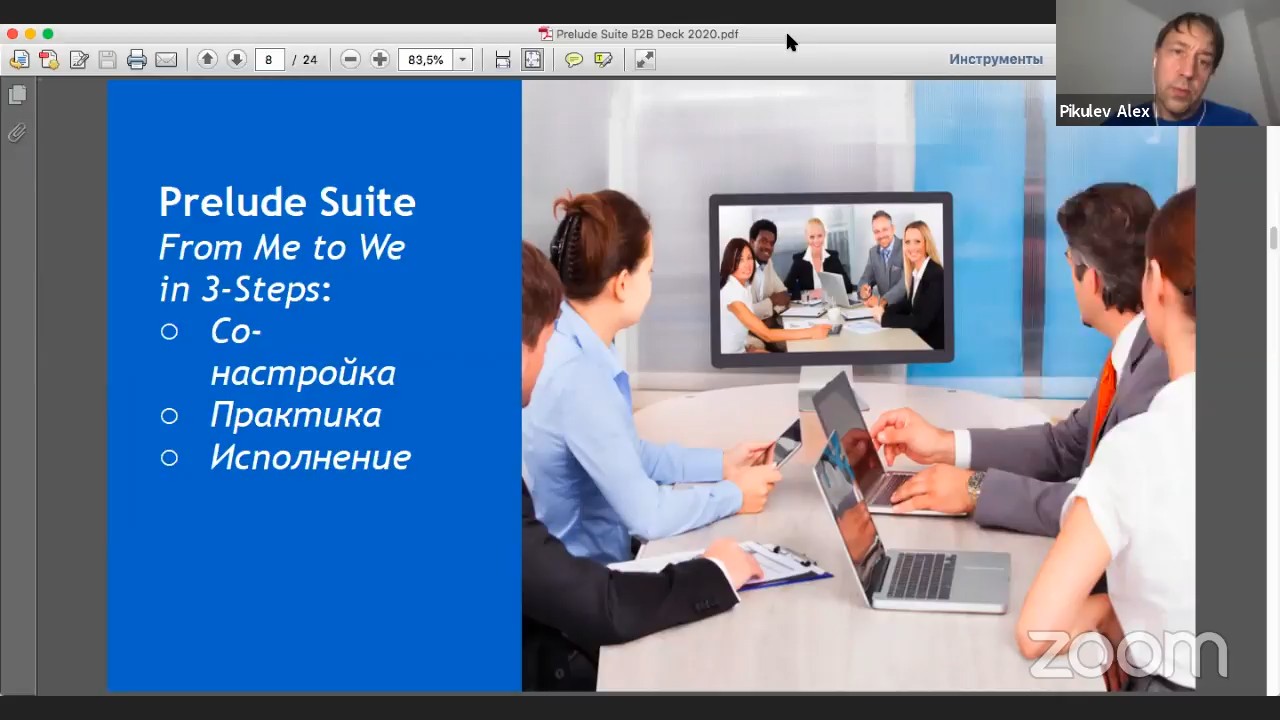 Prelude Suite B2B Deck 2020.pdf
8 / 24
83,5%
Инструменты
Pikulev Alex
Prelude Suite
From Me to We
in 3-Steps:
Со-
настройка
Практика
Исполнение
zoom